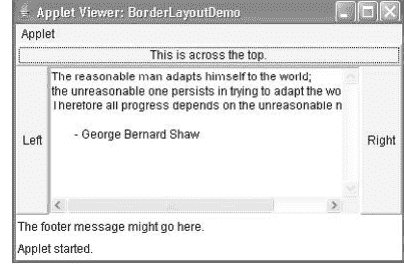 Applet Viewer: BorderLayoutDemo
Applet
This is across the top.
The reasonable man adapts himself to the world;
the unreasonable one persists in trying to adapt the wo
Therefore all progress depends on the unreasonable n
- George Bernard Shaw
Left
Right
The footer message might go here.
Applet started.